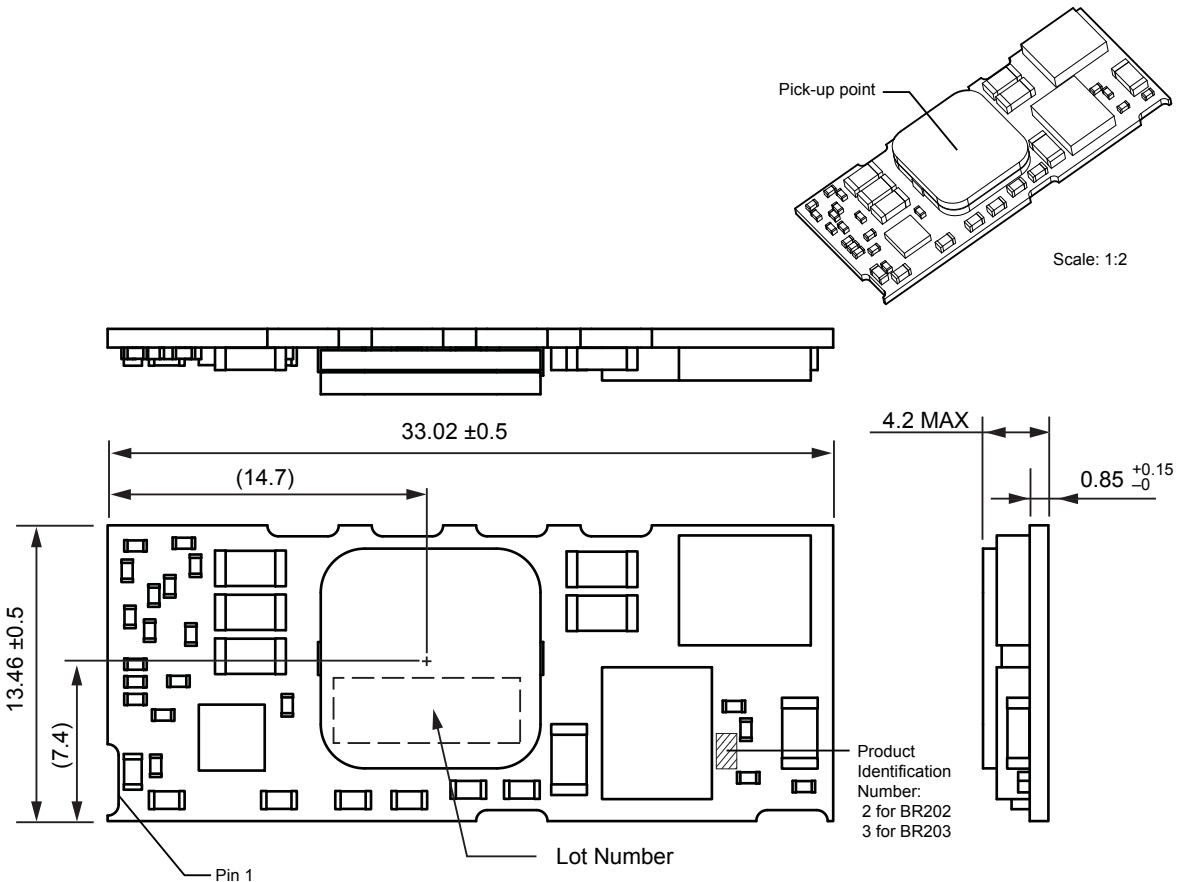 Pick-up point
Scale: 1:2
33.02 ±0.5
4.2 MAX
(14.7)
0.85 +0.15
–0
13.46 ±0.5
(7.4)
Product
Identification
Number:
2 for BR202
3 for BR203
Lot Number
Pin 1